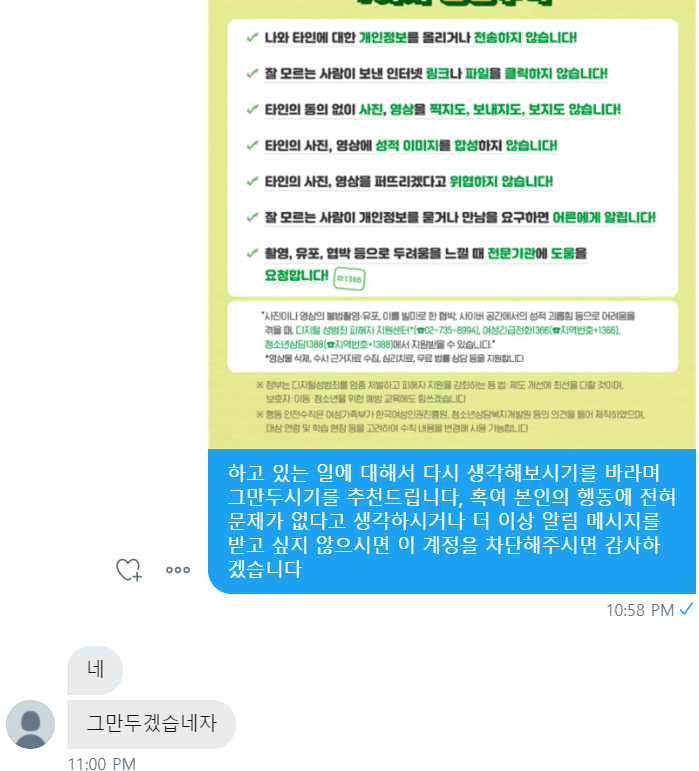 나와 타인에 대한 개인정보를 올리거나 전송하지 않습니다!
잘 모르는 사람이 보낸 인터넷 링크나 파일을 클릭하지 않습니다!
타인의 동의 없이 사진, 영상을 찍지도, 보내지도, 보지도 않습니다!
타인의 사진, 영상에 성적 이미지를 합성하지 않습니다!
타인의 사진, 영상을 퍼뜨리겠다고 위협하지 않습니다!
잘 모르는 사람이 개인정보를 묻거나 만남을 요구하면 어른에게 알립니다!
촬영, 유포, 협박 등으로 두려움을 느낄 때 전문기관에 도움을
요청합니다! ☎1366
"사진이나 영상의 불법촬영·유포, 이를 빌미로 한 협박, 사이버 공간에서의 성적 괴롭힘 등으로 어려움을
겪을 때, 디지털 성범죄 피해자 지원센터*(☎02-735-8994), 여성긴급전화1366(☎지역번호+1366),
청소년상담1388(☎지역번호+1388)에서 지원받을 수 있습니다."
*영상물 삭제, 수사 근거자료 수집, 심리치료, 무료 법률 상담 등을 지원합니다
※ 정부는 디지털성범죄를 엄중 처벌하고 피해자 지원을 강화하는 등 법·제도 개선에 최선을 다할 것이며,
보호자·아동·청소년을 위한 예방 교육에도 힘쓰겠습니다
※ 행동 안전수칙은 여성가족부가 한국여성인권진흥원, 청소년상담복지개발원 등의 의견을 들어 제작하였으며,
대상 연령 및 학습 현장 등을 고려하여 수칙 내용을 변경해 사용 가능합니다
하고 있는 일에 대해서 다시 생각해보시기를 바라며
그만두시기를 추천드립니다, 혹여 본인의 행동에 전혀
문제가 없다고 생각하시거나 더 이상 알림 메시지를
받고 싶지 않으시면 이 계정을 차단해주시면 감사하
겠습니다
10:58 PM
네
그만두겠습네자
11:00 PM